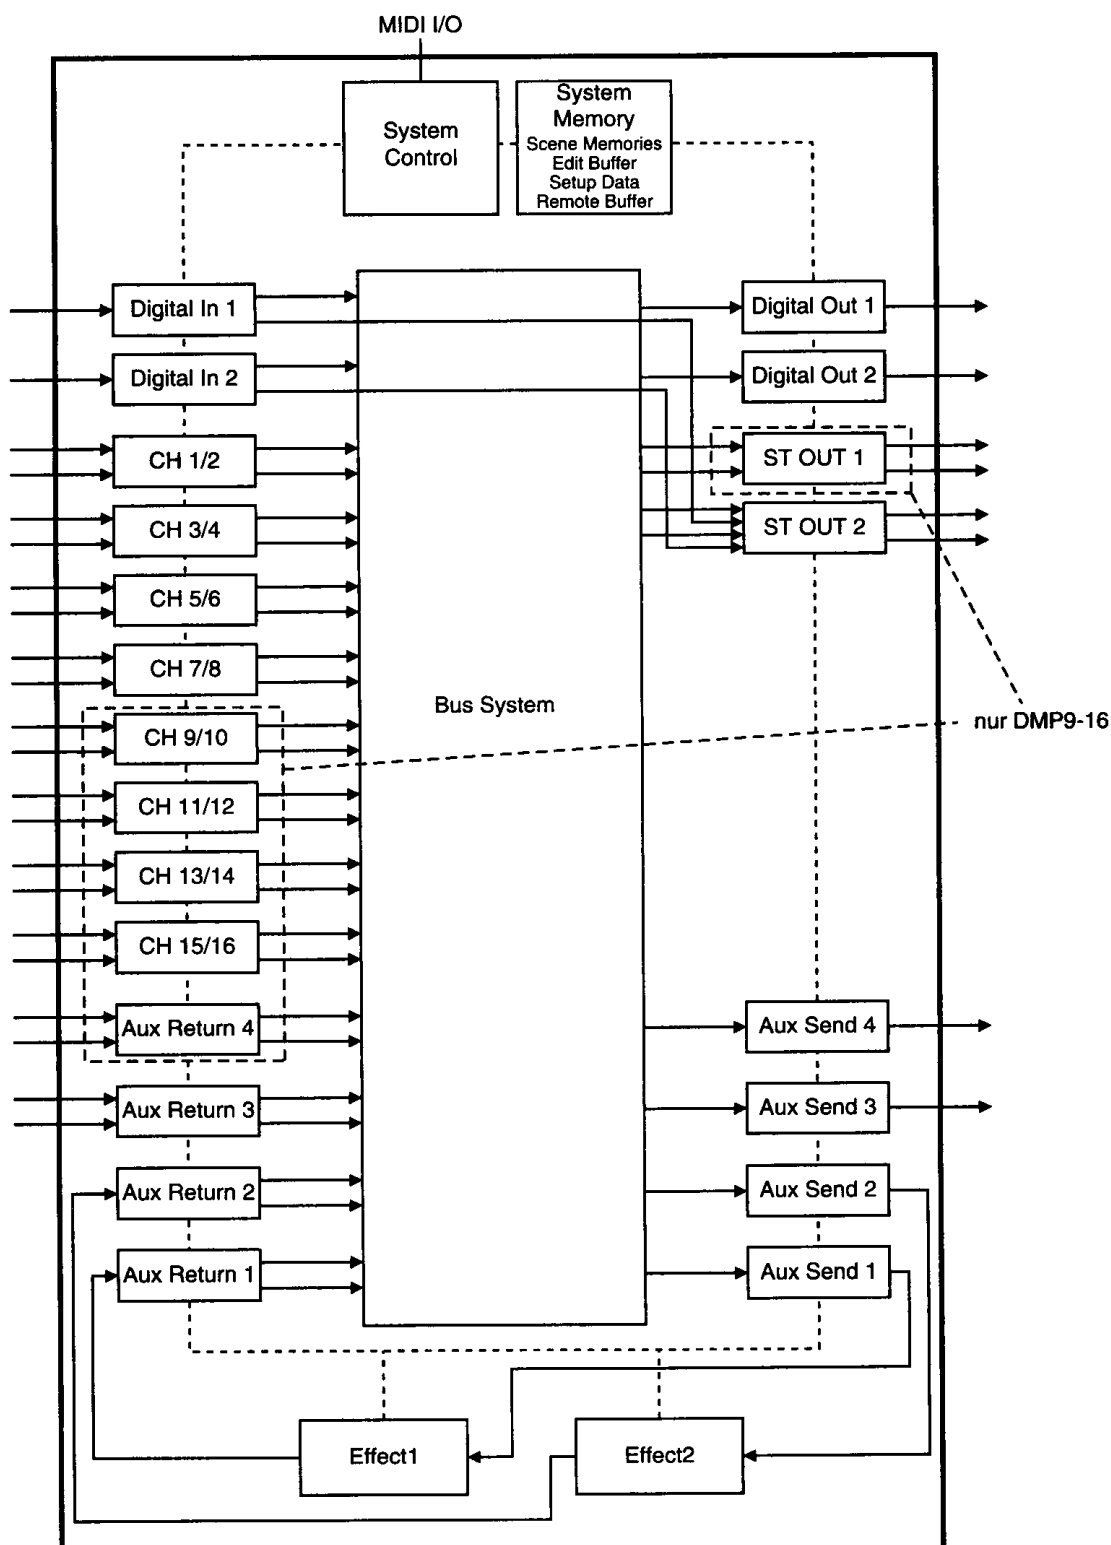 MIDI I/O
System
Control
System
Memory
Scene Memories
Edit Buffer
Setup Data
Remote Buffer
Digital In 1
Digital In 2
CH 1/2
CH 3/4
CH 5/6
CH 7/8
CH 9/10
CH 11/12
CH 13/14
CH 15/16
Aux Return 4
Aux Return 3
Aux Return 2
Aux Return 1
Bus System
Digital Out 1
Digital Out 2
ST OUT 1
ST OUT 2
nur DMP9-16
Aux Send 4
Aux Send 3
Aux Send 2
Aux Send 1
Effect1
Effect2